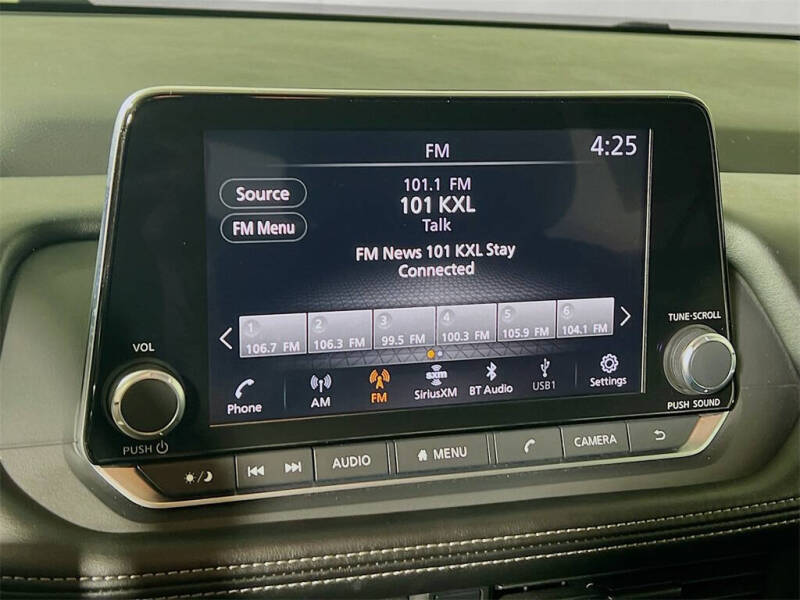 FM
4:25
Source
101.1 FM
101 KXL
FM Menu
Talk
FM News 101 KXL Stay
Connected
1 2 3 4 5 6
106.7 FM 106.3 FM 99.5 FM 100.3 FM 105.9 FM 104.1 FM
Phone AM FM sxm SiriusXM BT Audio USB1 Settings
VOL
PUSH
TUNE·SCROLL
PUSH SOUND
AUDIO MENU CAMERA